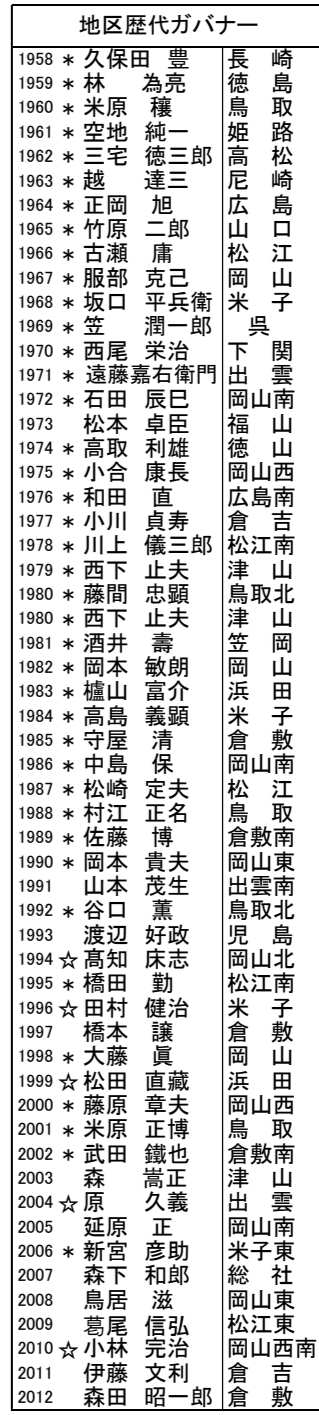 地区歴代ガバナー
1958 * 久保田 豊 長 崎
1959 * 林 為亮 徳 島
1960 * 米原 穰 鳥 取
1961 * 空地 純一 姫 路
1962 * 三宅 徳三郎 高 松
1963 * 越 達三 尼 崎
1964 * 正岡 旭 広 島
1965 * 竹原 二郎 山 口
1966 * 古瀬 庸 松 江
1967 * 服部 克己 岡 山
1968 * 坂口 平兵衛 米 子
1969 * 笠 潤一郎 呉
1970 * 西尾 栄治 下 関
1971 * 遠藤嘉右衛門 出 雲
1972 * 石田 辰巳 岡山南
1973 松本 卓臣 福 山
1974 * 高取 利雄 徳 山
1975 * 小合 康長 岡山西
1976 * 和田 直 広島南
1977 * 小川 貞寿 倉 吉
1978 * 川上 儀三郎 松江南
1979 * 西下 止夫 津 山
1980 * 藤間 忠顕 鳥取北
1980 * 西下 止夫 津 山
1981 * 酒井 壽 笠 岡
1982 * 岡本 敏朗 岡 山
1983 * 櫨山 富介 浜 田
1984 * 高島 義顕 米 子
1985 * 守屋 清 倉 敷
1986 * 中島 保 岡山南
1987 * 松崎 定夫 松 江
1988 * 村江 正名 鳥 取
1989 * 佐藤 博 倉敷南
1990 * 岡本 貴夫 岡山東
1991 山本 茂生 出雲南
1992 * 谷口 薫 鳥取北
1993 渡辺 好政 児 島
1994 ☆ 髙知 床志 岡山北
1995 * 橋田 勤 松江南
1996 ☆ 田村 健治 米 子
1997 橋本 譲 倉 敷
1998 * 大藤 眞 岡 山
1999 ☆ 松田 直藏 浜 田
2000 * 藤原 章夫 岡山西
2001 * 米原 正博 鳥 取
2002 * 武田 鐵也 倉敷南
2003 森 嵩正 津 山
2004 ☆ 原 久義 出 雲
2005 延原 正 岡山南
2006 * 新宮 彦助 米子東
2007 森下 和郎 総 社
2008 鳥居 滋 岡山東
2009 葛尾 信弘 松江東
2010 ☆ 小林 完治 岡山西南
2011 伊藤 文利 倉 吉
2012 森田 昭一郎 倉 敷